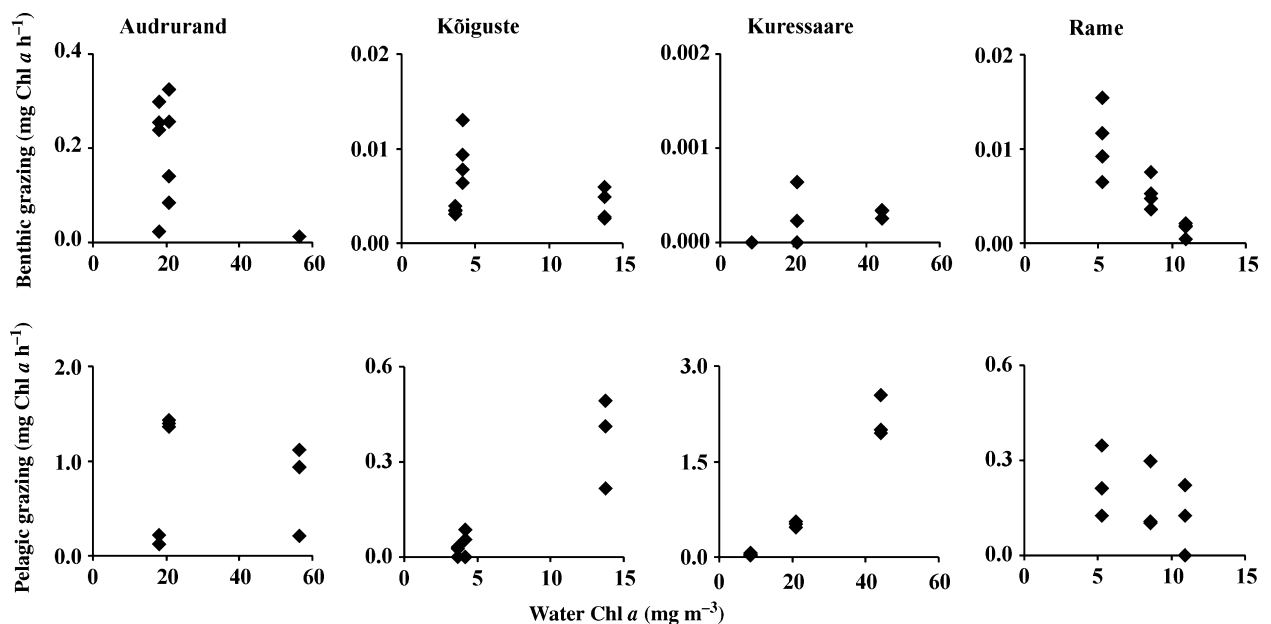 Audrurand Kõiguste Kuressaare Rame
Benthic grazing (mg Chl a h⁻¹)
0.4 0.02 0.002 0.02
0.2 0.01 0.001 0.01
0.0 0.00 0.000 0.00
0 20 40 60 0 5 10 15 0 20 40 60 0 5 10 15
Pelagic grazing (mg Chl a h⁻¹)
2.0 0.6 3.0 0.6
1.0 0.3 1.5 0.3
0.0 0.0 0.0 0.0
0 20 40 60 0 5 10 15 0 20 40 60 0 5 10 15
Water Chl a (mg m⁻³)